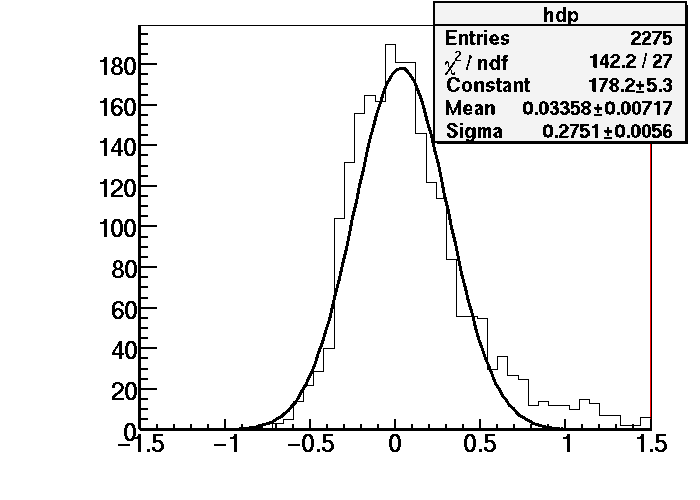 hdp
Entries 2275
χ²/ ndf 142.2 / 27
Constant 178.2±5.3
Mean 0.03358±0.00717
Sigma 0.2751±0.0056
180
160
140
120
100
80
60
40
20
0
−1.5 −1 −0.5 0 0.5 1 1.5